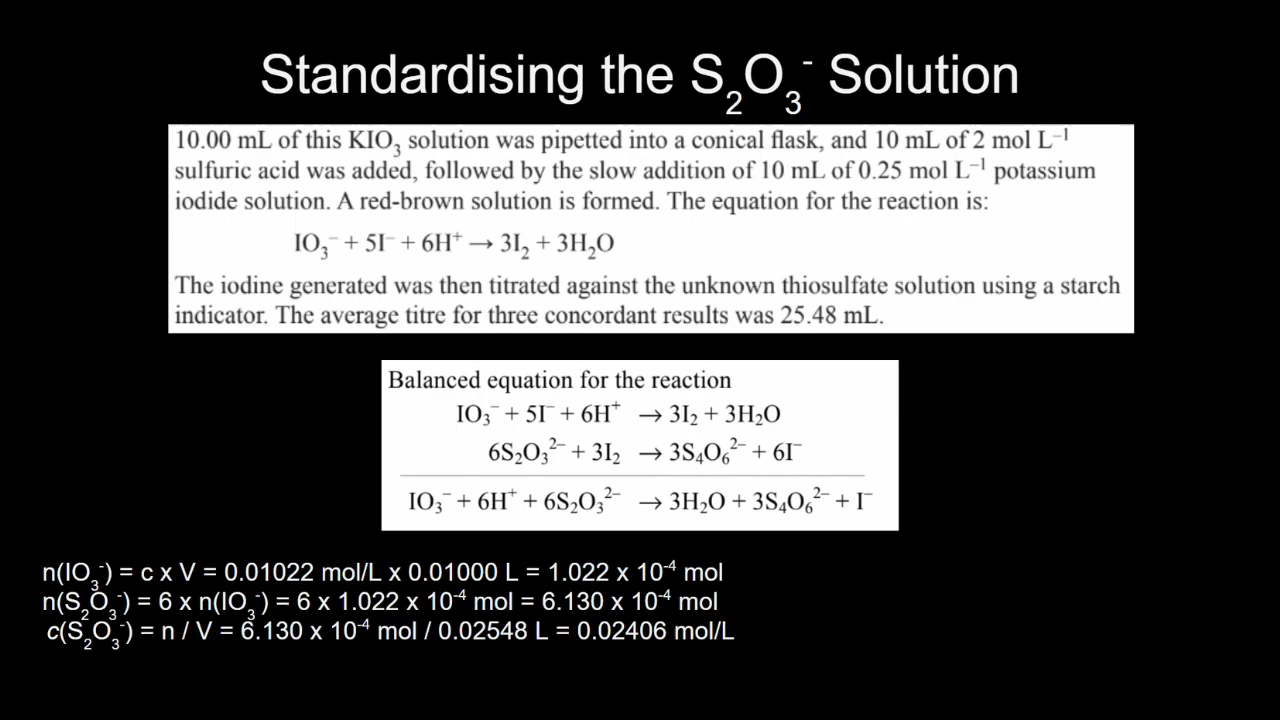 Standardising the S₂O₃⁻ Solution
10.00 mL of this KIO₃ solution was pipetted into a conical flask, and 10 mL of 2 mol L⁻¹
sulfuric acid was added, followed by the slow addition of 10 mL of 0.25 mol L⁻¹ potassium
iodide solution. A red-brown solution is formed. The equation for the reaction is:
IO₃⁻ + 5I⁻ + 6H⁺ → 3I₂ + 3H₂O
The iodine generated was then titrated against the unknown thiosulfate solution using a starch
indicator. The average titre for three concordant results was 25.48 mL.
Balanced equation for the reaction
IO₃⁻ + 5I⁻ + 6H⁺ → 3I₂ + 3H₂O
6S₂O₃²⁻ + 3I₂ → 3S₄O₆²⁻ + 6I⁻
IO₃⁻ + 6H⁺ + 6S₂O₃²⁻ → 3H₂O + 3S₄O₆²⁻ + I⁻
n(IO₃⁻) = c x V = 0.01022 mol/L x 0.01000 L = 1.022 x 10⁻⁴ mol
n(S₂O₃⁻) = 6 x n(IO₃⁻) = 6 x 1.022 x 10⁻⁴ mol = 6.130 x 10⁻⁴ mol
c(S₂O₃⁻) = n / V = 6.130 x 10⁻⁴ mol / 0.02548 L = 0.02406 mol/L